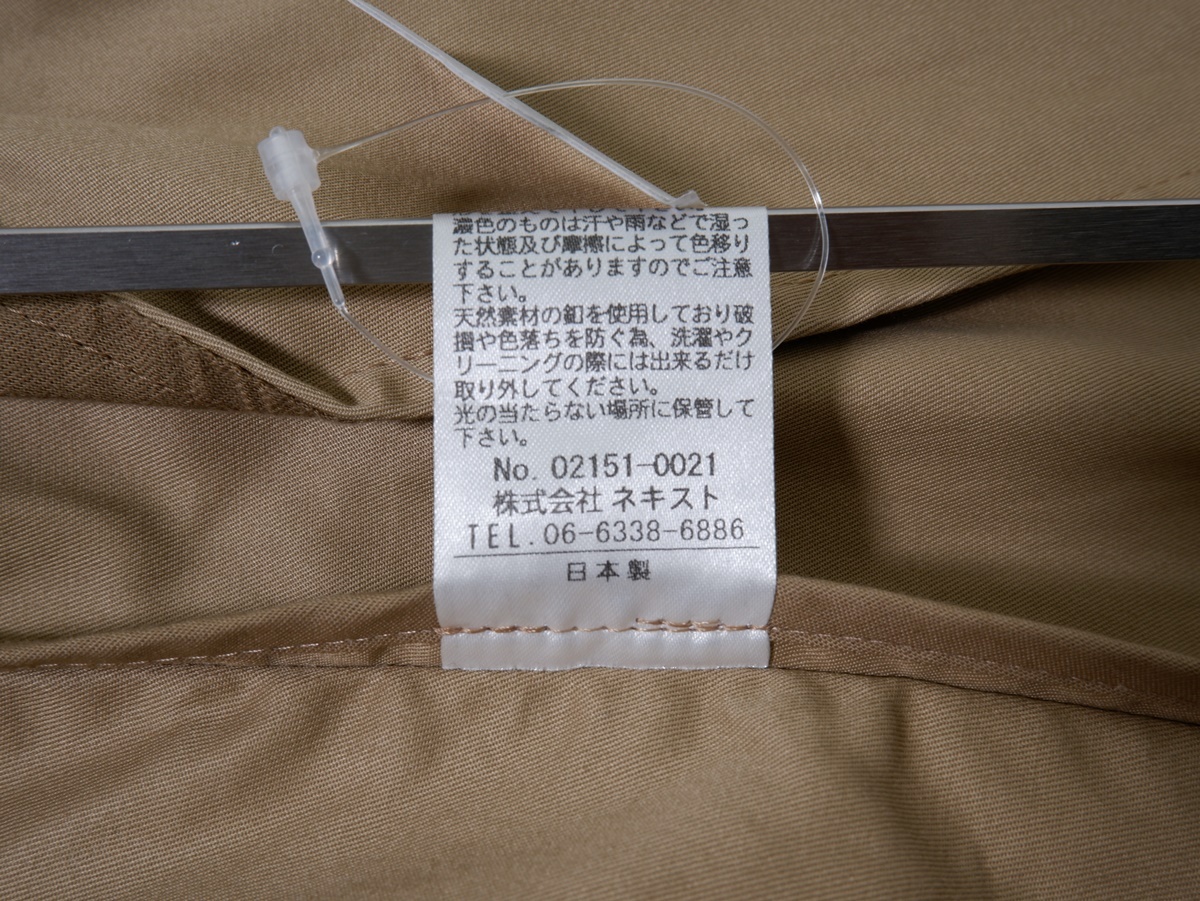 濃色のものは汗や雨などで湿っ
た状態及び摩擦によって色移り
することがありますのでご注意
下さい。
天然素材の釦を使用しており破
損や色落ちを防ぐ為、洗濯やク
リーニングの際には出来るだけ
取り外してください。
光の当たらない場所に保管して
下さい。
No. 02151-0021
株式会社 ネキスト
TEL. 06-6338-6886
日本製